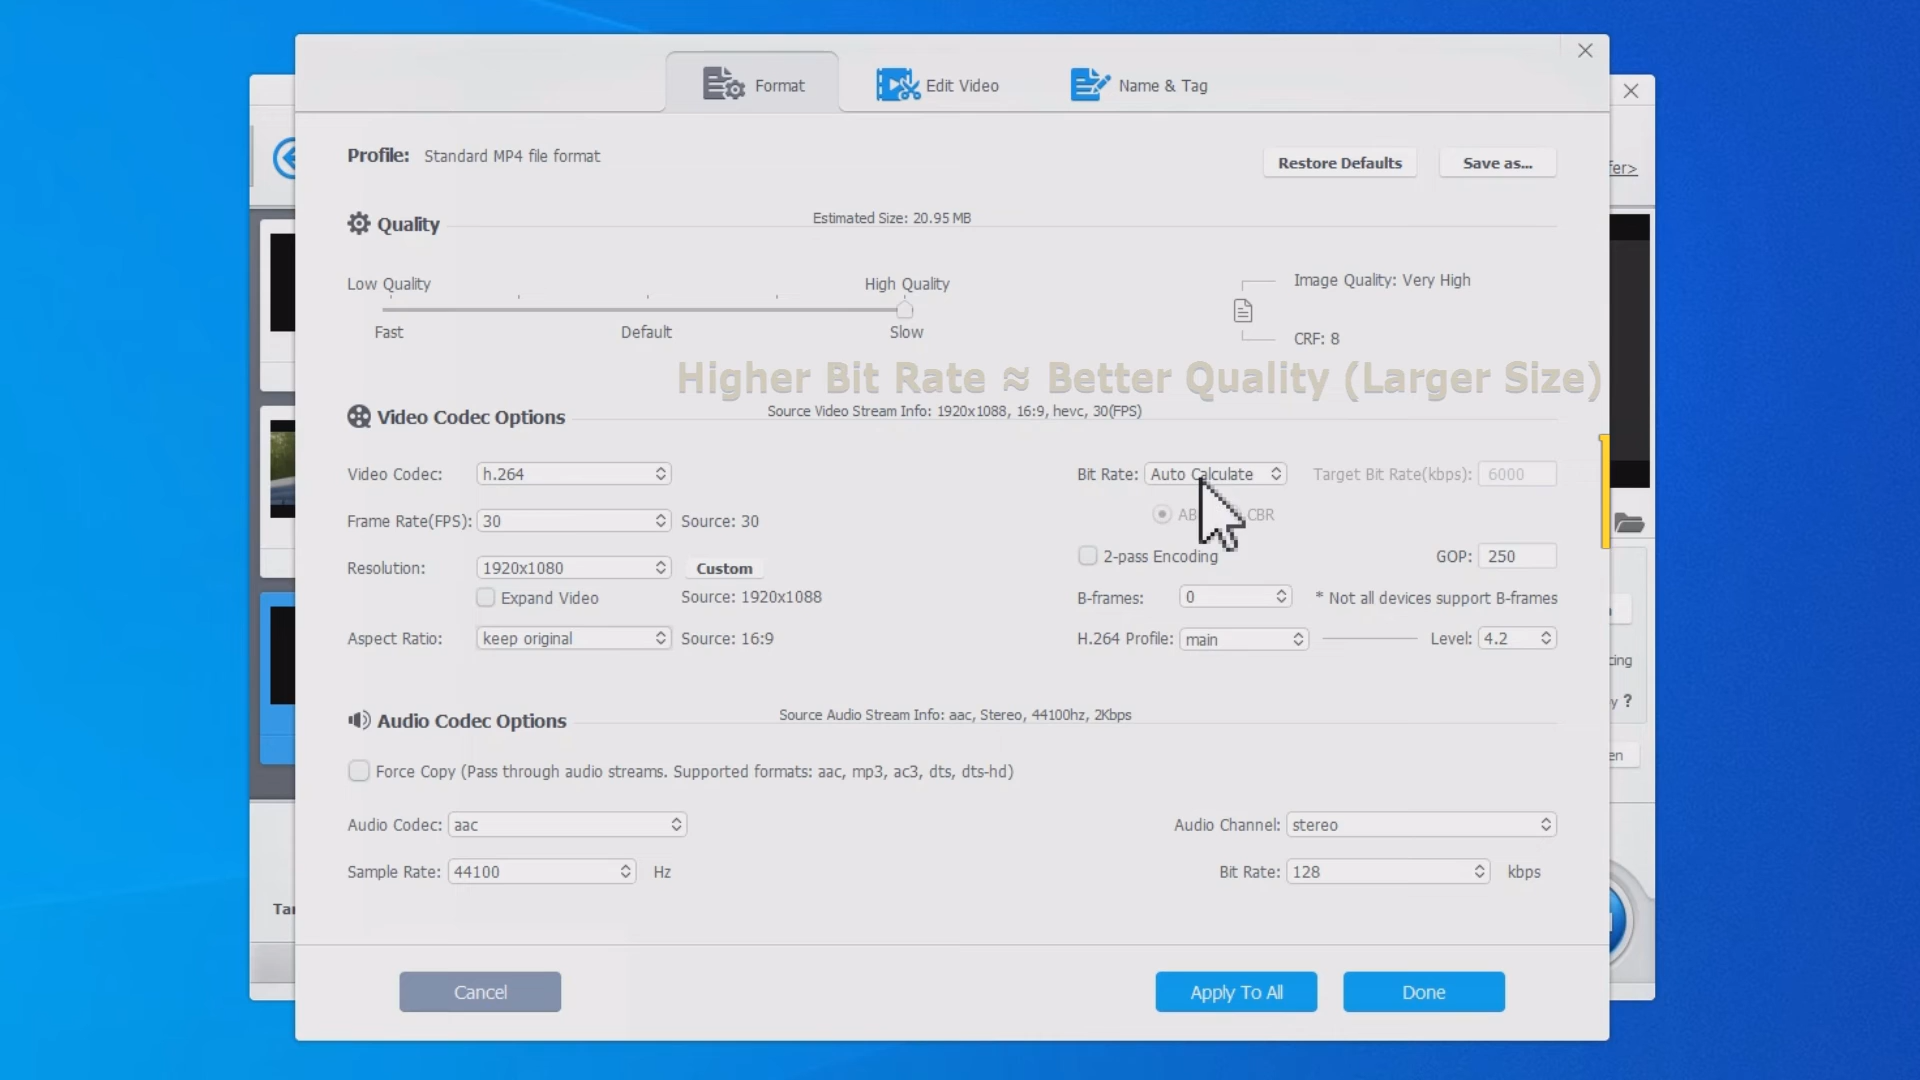 Format
Edit Video
Name & Tag
Profile: Standard MP4 file format
Restore Defaults
Save as...
fer>
Quality
Estimated Size: 20.95 MB
Low Quality
High Quality
Fast
Default
Slow
Image Quality: Very High
CRF: 8
Higher Bit Rate ≈ Better Quality (Larger Size)
Video Codec Options
Source Video Stream Info: 1920x1088, 16:9, hevc, 30(FPS)
Video Codec: h.264
Bit Rate: Auto Calculate
Target Bit Rate(kbps): 6000
Frame Rate(FPS): 30 Source: 30
AB CBR
2-pass Encoding
GOP: 250
Resolution: 1920x1080 Custom
Expand Video Source: 1920x1088
B-frames: 0 * Not all devices support B-frames
Aspect Ratio: keep original Source: 16:9
H.264 Profile: main Level: 4.2
ing
y ?
Audio Codec Options
Source Audio Stream Info: aac, Stereo, 44100hz, 2Kbps
en
Force Copy (Pass through audio streams. Supported formats: aac, mp3, ac3, dts, dts-hd)
Audio Codec: aac
Audio Channel: stereo
Sample Rate: 44100 Hz
Bit Rate: 128 kbps
Tar
Cancel
Apply To All
Done